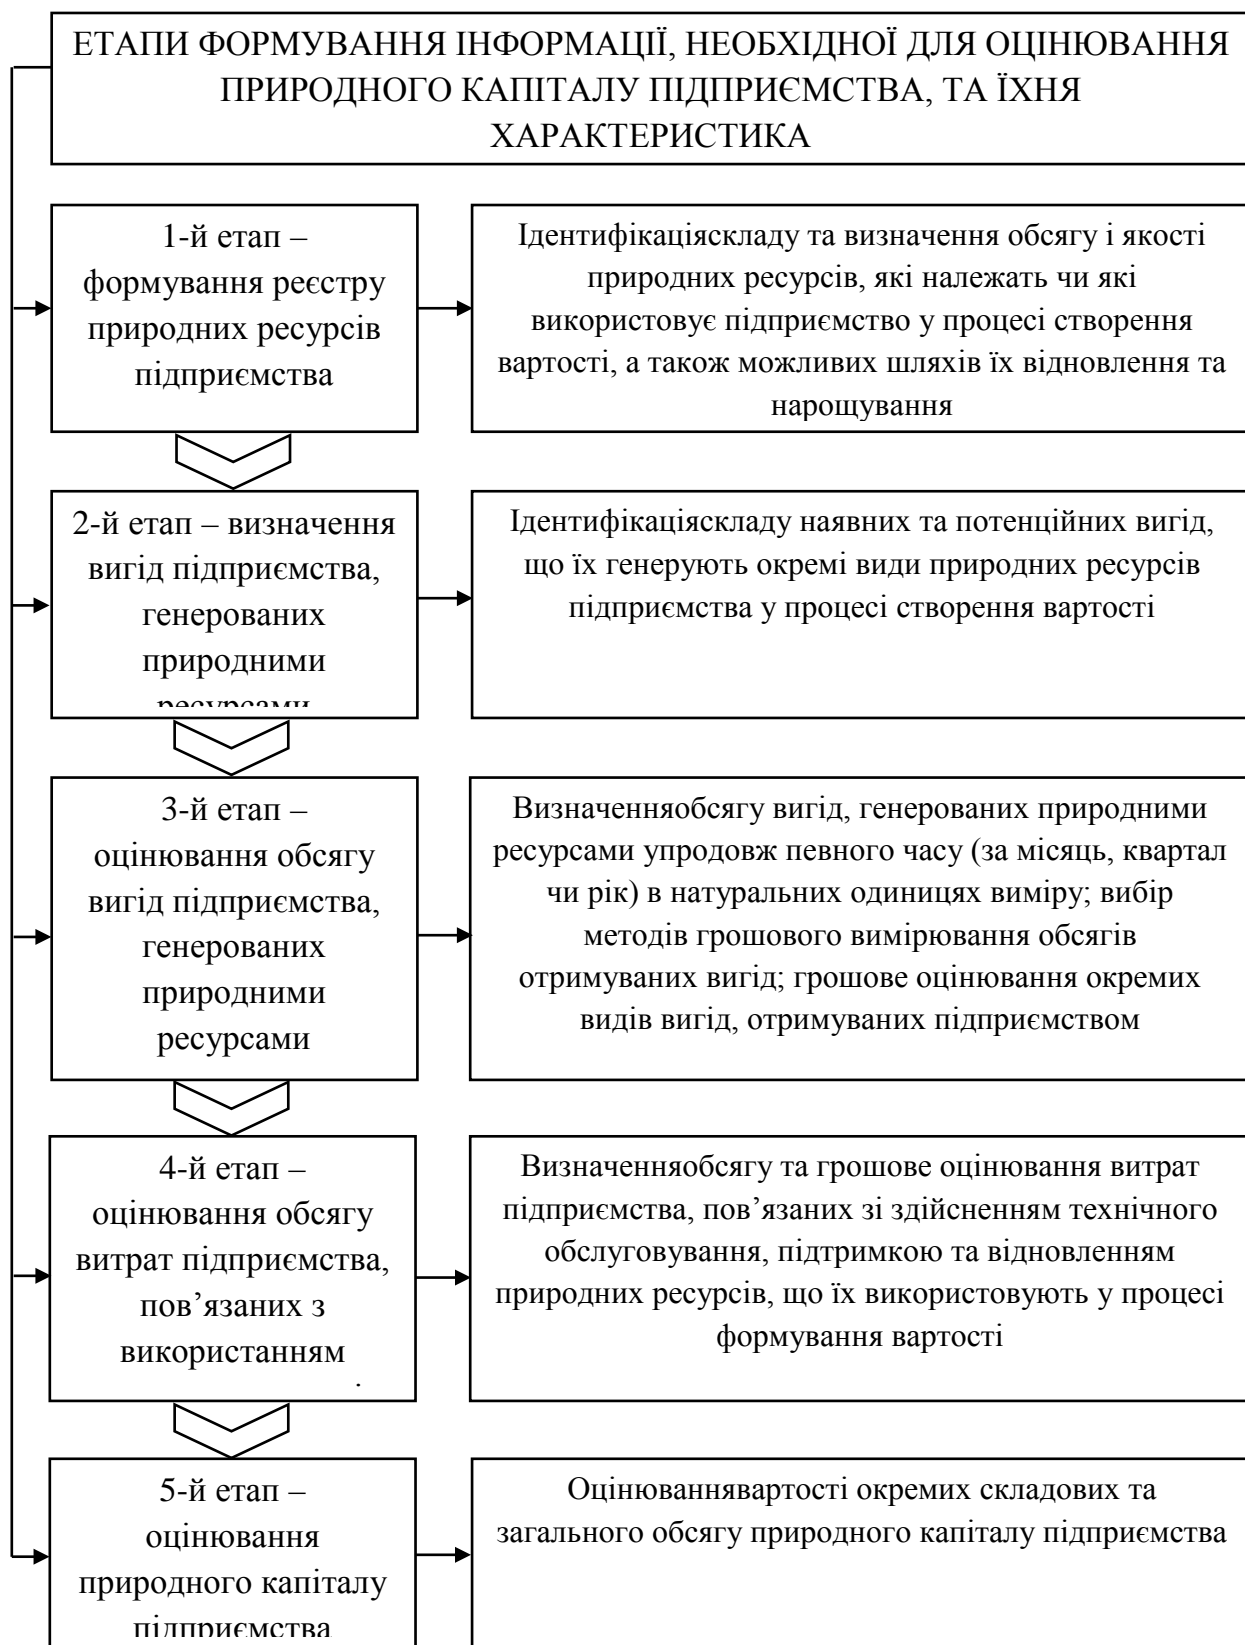 ЕТАПИ ФОРМУВАННЯ ІНФОРМАЦІЇ, НЕОБХІДНОЇ ДЛЯ ОЦІНЮВАННЯ
ПРИРОДНОГО КАПІТАЛУ ПІДПРИЄМСТВА, ТА ЇХНЯ
ХАРАКТЕРИСТИКА
1-й етап –
формування реєстру
природних ресурсів
підприємства
Ідентифікаціяскладу та визначення обсягу і якості
природних ресурсів, які належать чи які
використовує підприємство у процесі створення
вартості, а також можливих шляхів їх відновлення та
нарощування
2-й етап – визначення
вигід підприємства,
генерованих
природними
ресурсами
Ідентифікаціяскладу наявних та потенційних вигід,
що їх генерують окремі види природних ресурсів
підприємства у процесі створення вартості
3-й етап –
оцінювання обсягу
вигід підприємства,
генерованих
природними
ресурсами
Визначенняобсягу вигід, генерованих природними
ресурсами упродовж певного часу (за місяць, квартал
чи рік) в натуральних одиницях виміру; вибір
методів грошового вимірювання обсягів
отримуваних вигід; грошове оцінювання окремих
видів вигід, отримуваних підприємством
4-й етап –
оцінювання обсягу
витрат підприємства,
пов’язаних з
використанням
Визначенняобсягу та грошове оцінювання витрат
підприємства, пов’язаних зі здійсненням технічного
обслуговування, підтримкою та відновленням
природних ресурсів, що їх використовують у процесі
формування вартості
5-й етап –
оцінювання
природного капіталу
підприємства
Оцінюваннявартості окремих складових та
загального обсягу природного капіталу підприємства